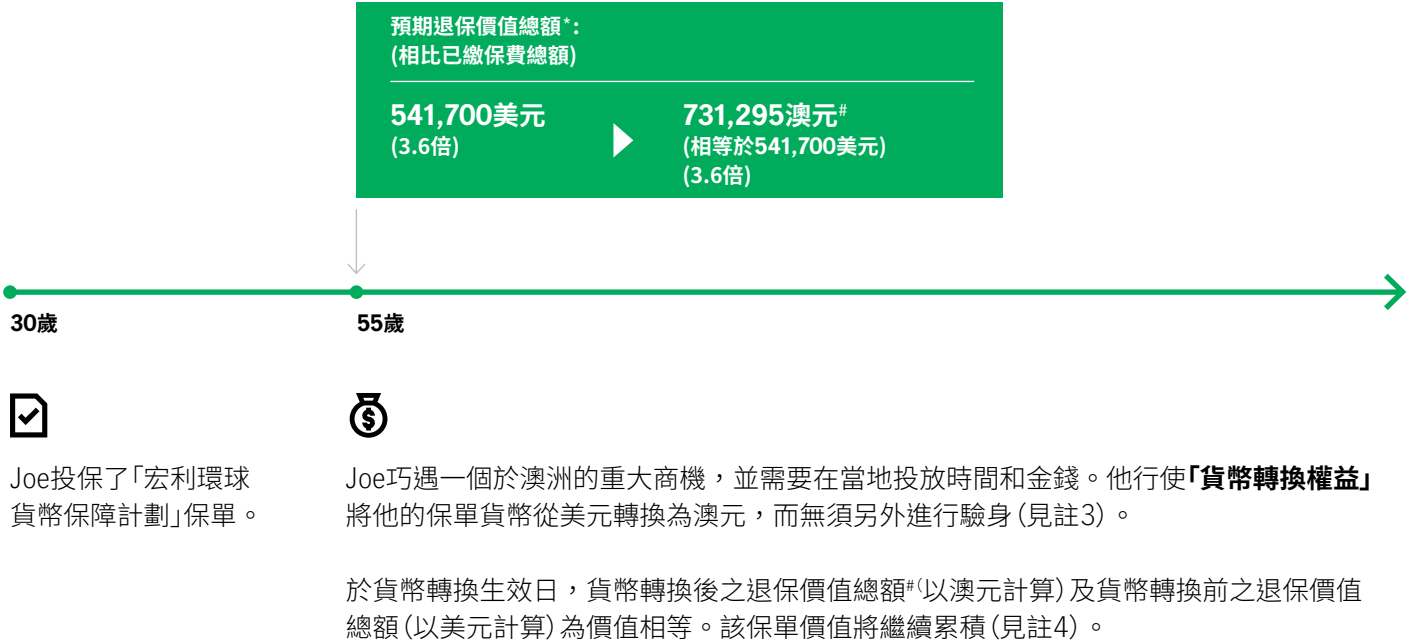 預期退保價值總額*:
(相比已繳保費總額)
541,700美元
(3.6倍)
731,295澳元#
(相等於541,700美元)
(3.6倍)
30歲
55歲
Joe投保了「宏利環球
貨幣保障計劃」保單。
Joe巧遇一個於澳洲的重大商機，並需要在當地投放時間和金錢。他行使「貨幣轉換權益」
將他的保單貨幣從美元轉換為澳元，而無須另外進行驗身(見註3)。
於貨幣轉換生效日，貨幣轉換後之退保價值總額#(以澳元計算)及貨幣轉換前之退保價值
總額(以美元計算)為價值相等。該保單價值將繼續累積(見註4)。